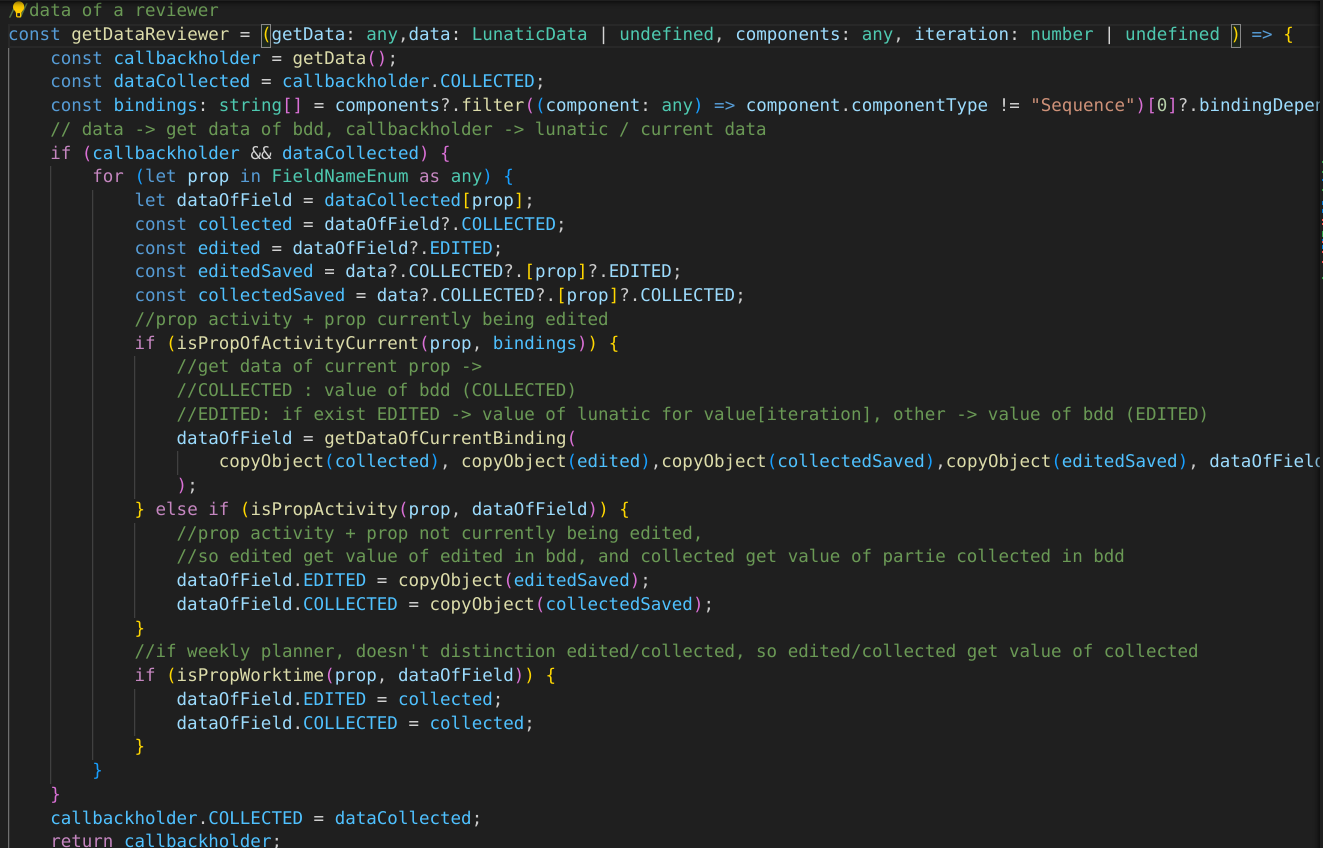 //data of a reviewer
const getDataReviewer = (getData: any,data: LunaticData | undefined, components: any, iteration: number | undefined ) => {
    const callbackholder = getData();
    const dataCollected = callbackholder.COLLECTED;
    const bindings: string[] = components?.filter((component: any) => component.componentType != "Sequence")[0]?.bindingDeper
    // data -> get data of bdd, callbackholder -> lunatic / current data
    if (callbackholder && dataCollected) {
        for (let prop in FieldNameEnum as any) {
            let dataOfField = dataCollected[prop];
            const collected = dataOfField?.COLLECTED;
            const edited = dataOfField?.EDITED;
            const editedSaved = data?.COLLECTED?.[prop]?.EDITED;
            const collectedSaved = data?.COLLECTED?.[prop]?.COLLECTED;
            //prop activity + prop currently being edited
            if (isPropOfActivityCurrent(prop, bindings)) {
                //get data of current prop ->
                //COLLECTED : value of bdd (COLLECTED)
                //EDITED: if exist EDITED -> value of lunatic for value[iteration], other -> value of bdd (EDITED)
                dataOfField = getDataOfCurrentBinding(
                    copyObject(collected), copyObject(edited),copyObject(collectedSaved),copyObject(editedSaved), dataOfField
                );
            } else if (isPropActivity(prop, dataOfField)) {
                //prop activity + prop not currently being edited,
                //so edited get value of edited in bdd, and collected get value of partie collected in bdd
                dataOfField.EDITED = copyObject(editedSaved);
                dataOfField.COLLECTED = copyObject(collectedSaved);
            }
            //if weekly planner, doesn't distinction edited/collected, so edited/collected get value of collected
            if (isPropWorktime(prop, dataOfField)) {
                dataOfField.EDITED = collected;
                dataOfField.COLLECTED = collected;
            }
        }
    }
    callbackholder.COLLECTED = dataCollected;
    return callbackholder;